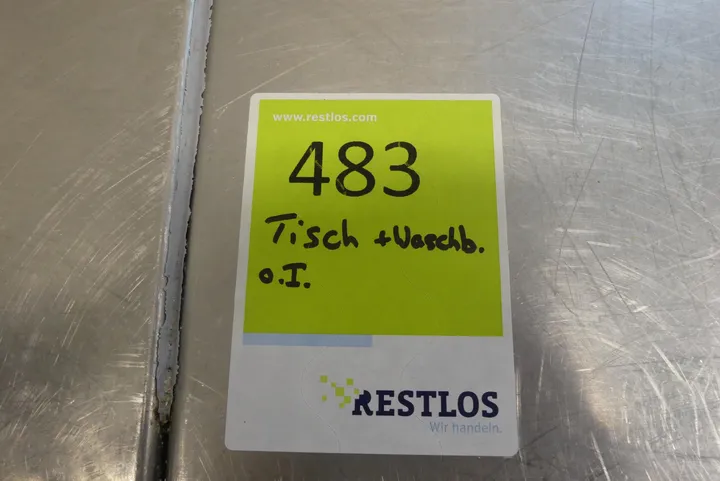 www.restlos.com
483
Tisch + Waschb.
o.I.
RESTLOS
Wir handeln.